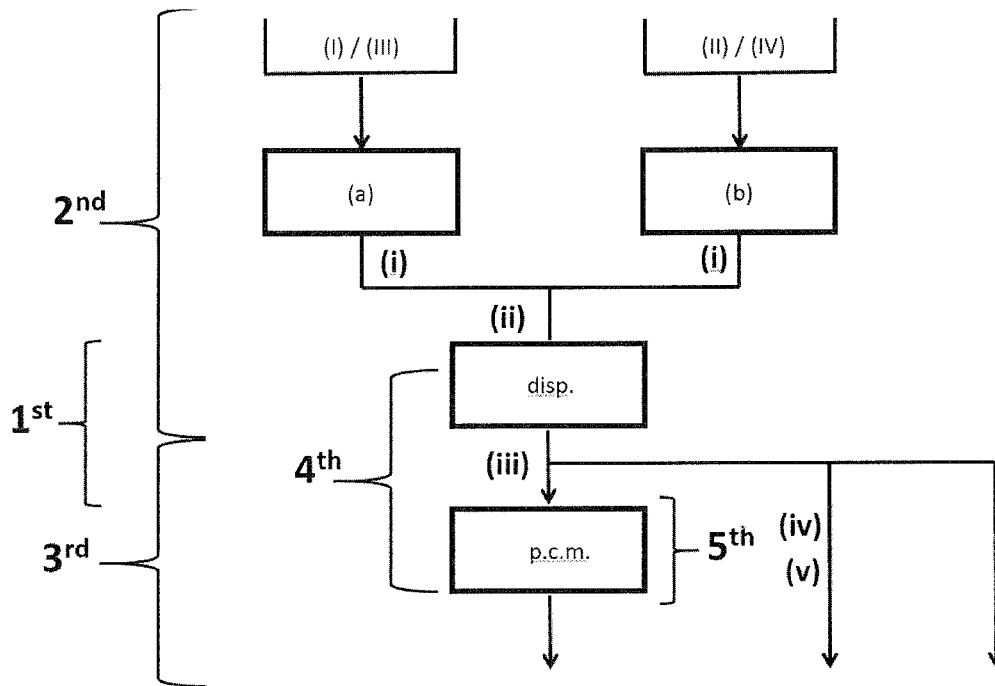 (I) / (III)
(II) / (IV)
(a)
(b)
2nd
(i)
(i)
(ii)
disp.
1st
4th
(iii)
3rd
p.c.m.
5th
(iv)
(v)